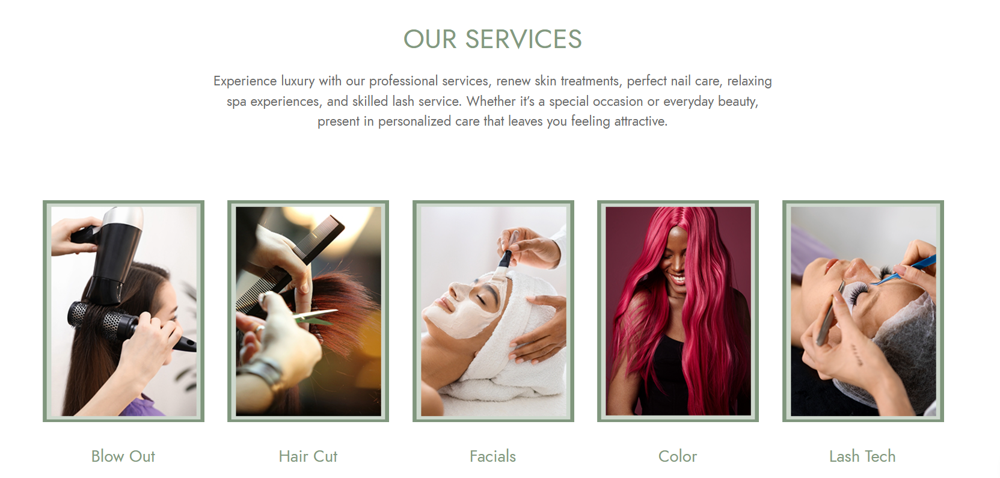 OUR SERVICES
Experience luxury with our professional services, renew skin treatments, perfect nail care, relaxing
spa experiences, and skilled lash service. Whether it’s a special occasion or everyday beauty,
present in personalized care that leaves you feeling attractive.
Blow Out
Hair Cut
Facials
Color
Lash Tech